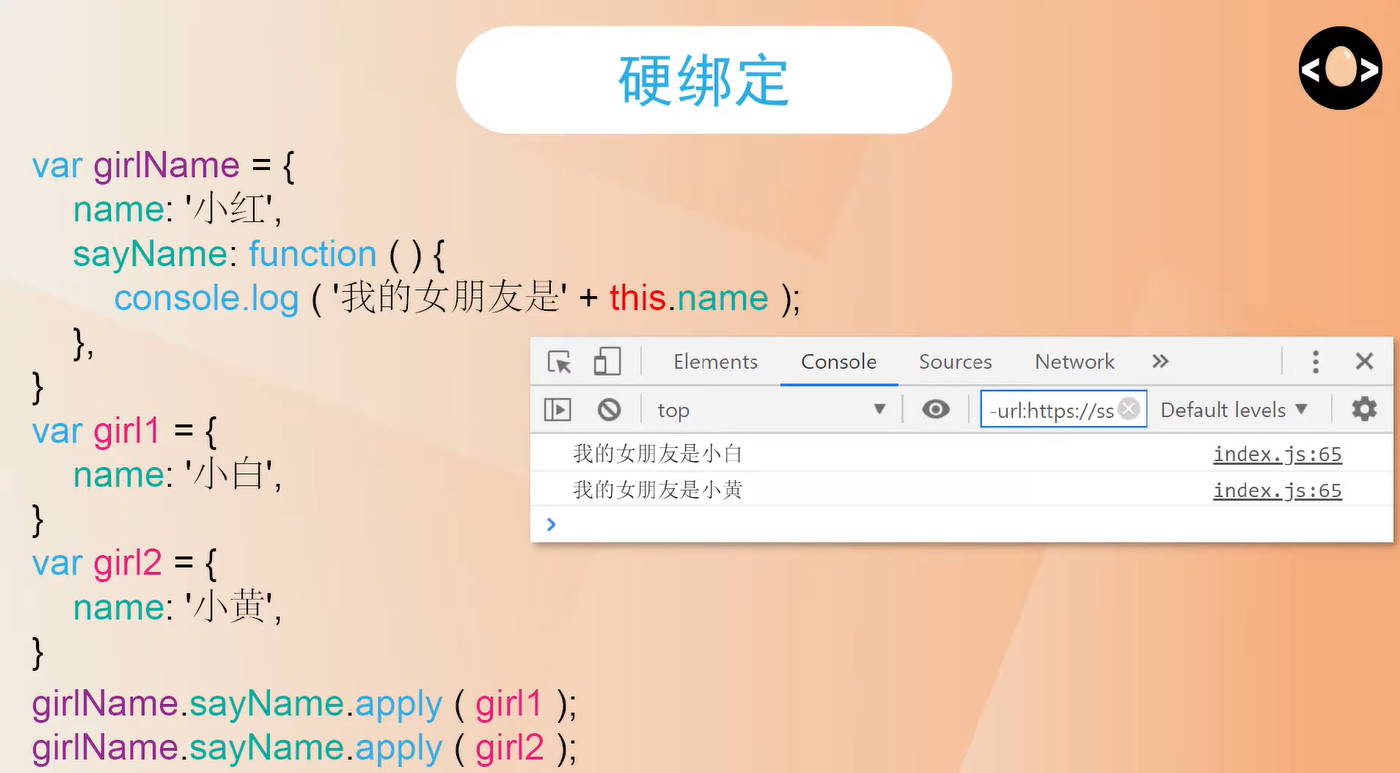 硬绑定
< >
var girlName = {
name: '小红',
sayName: function ( ) {
console.log ( '我的女朋友是' + this.name );
},
}
var girl1 = {
name: '小白',
}
var girl2 = {
name: '小黄',
}
girlName.sayName.apply ( girl1 );
girlName.sayName.apply ( girl2 );
Elements Console Sources Network »
top -url:https://ss Default levels
我的女朋友是小白 index.js:65
我的女朋友是小黄 index.js:65
>